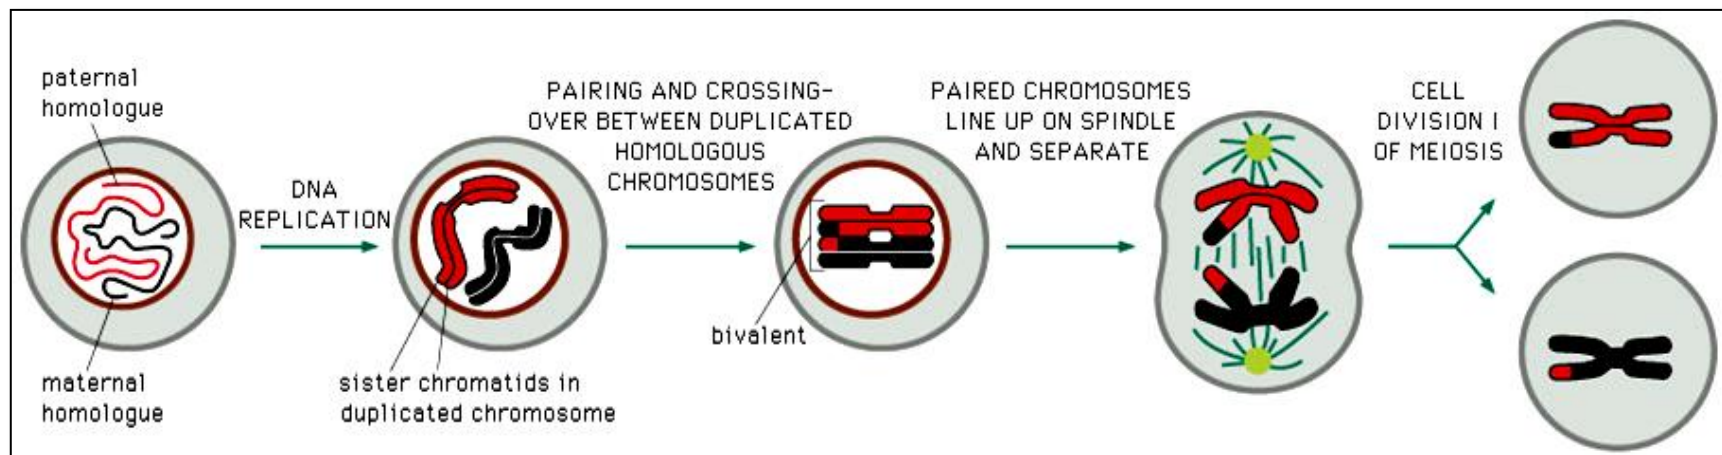 paternal
homologue
maternal
homologue
DNA
REPLICATION
sister chromatids in
duplicated chromosome
PAIRING AND CROSSING-
OVER BETWEEN DUPLICATED
HOMOLOGOUS
CHROMOSOMES
bivalent
PAIRED CHROMOSOMES
LINE UP ON SPINDLE
AND SEPARATE
CELL
DIVISION I
OF MEIOSIS